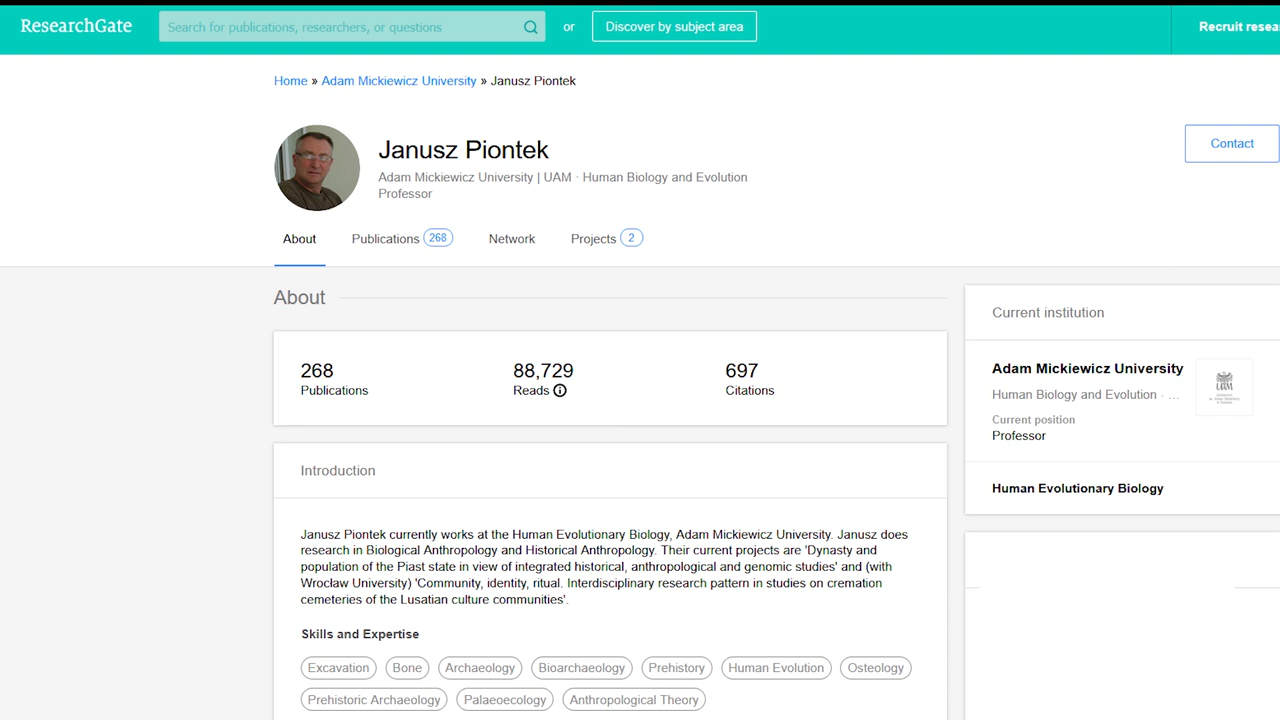 ResearchGate
Search for publications, researchers, or questions
or
Discover by subject area
Recruit resea
Home » Adam Mickiewicz University » Janusz Piontek
Janusz Piontek
Adam Mickiewicz University | UAM · Human Biology and Evolution
Professor
Contact
About
Publications 268
Network
Projects 2
About
268
Publications
88,729
Reads
697
Citations
Introduction
Janusz Piontek currently works at the Human Evolutionary Biology, Adam Mickiewicz University. Janusz does
research in Biological Anthropology and Historical Anthropology. Their current projects are 'Dynasty and
population of the Piast state in view of integrated historical, anthropological and genomic studies' and (with
Wrocław University) 'Community, identity, ritual. Interdisciplinary research pattern in studies on cremation
cemeteries of the Lusatian culture communities'.
Skills and Expertise
Excavation
Bone
Archaeology
Bioarchaeology
Prehistory
Human Evolution
Osteology
Prehistoric Archaeology
Palaeoecology
Anthropological Theory
Current institution
Adam Mickiewicz University
Human Biology and Evolution · ...
Current position
Professor
UAM
Human Evolutionary Biology